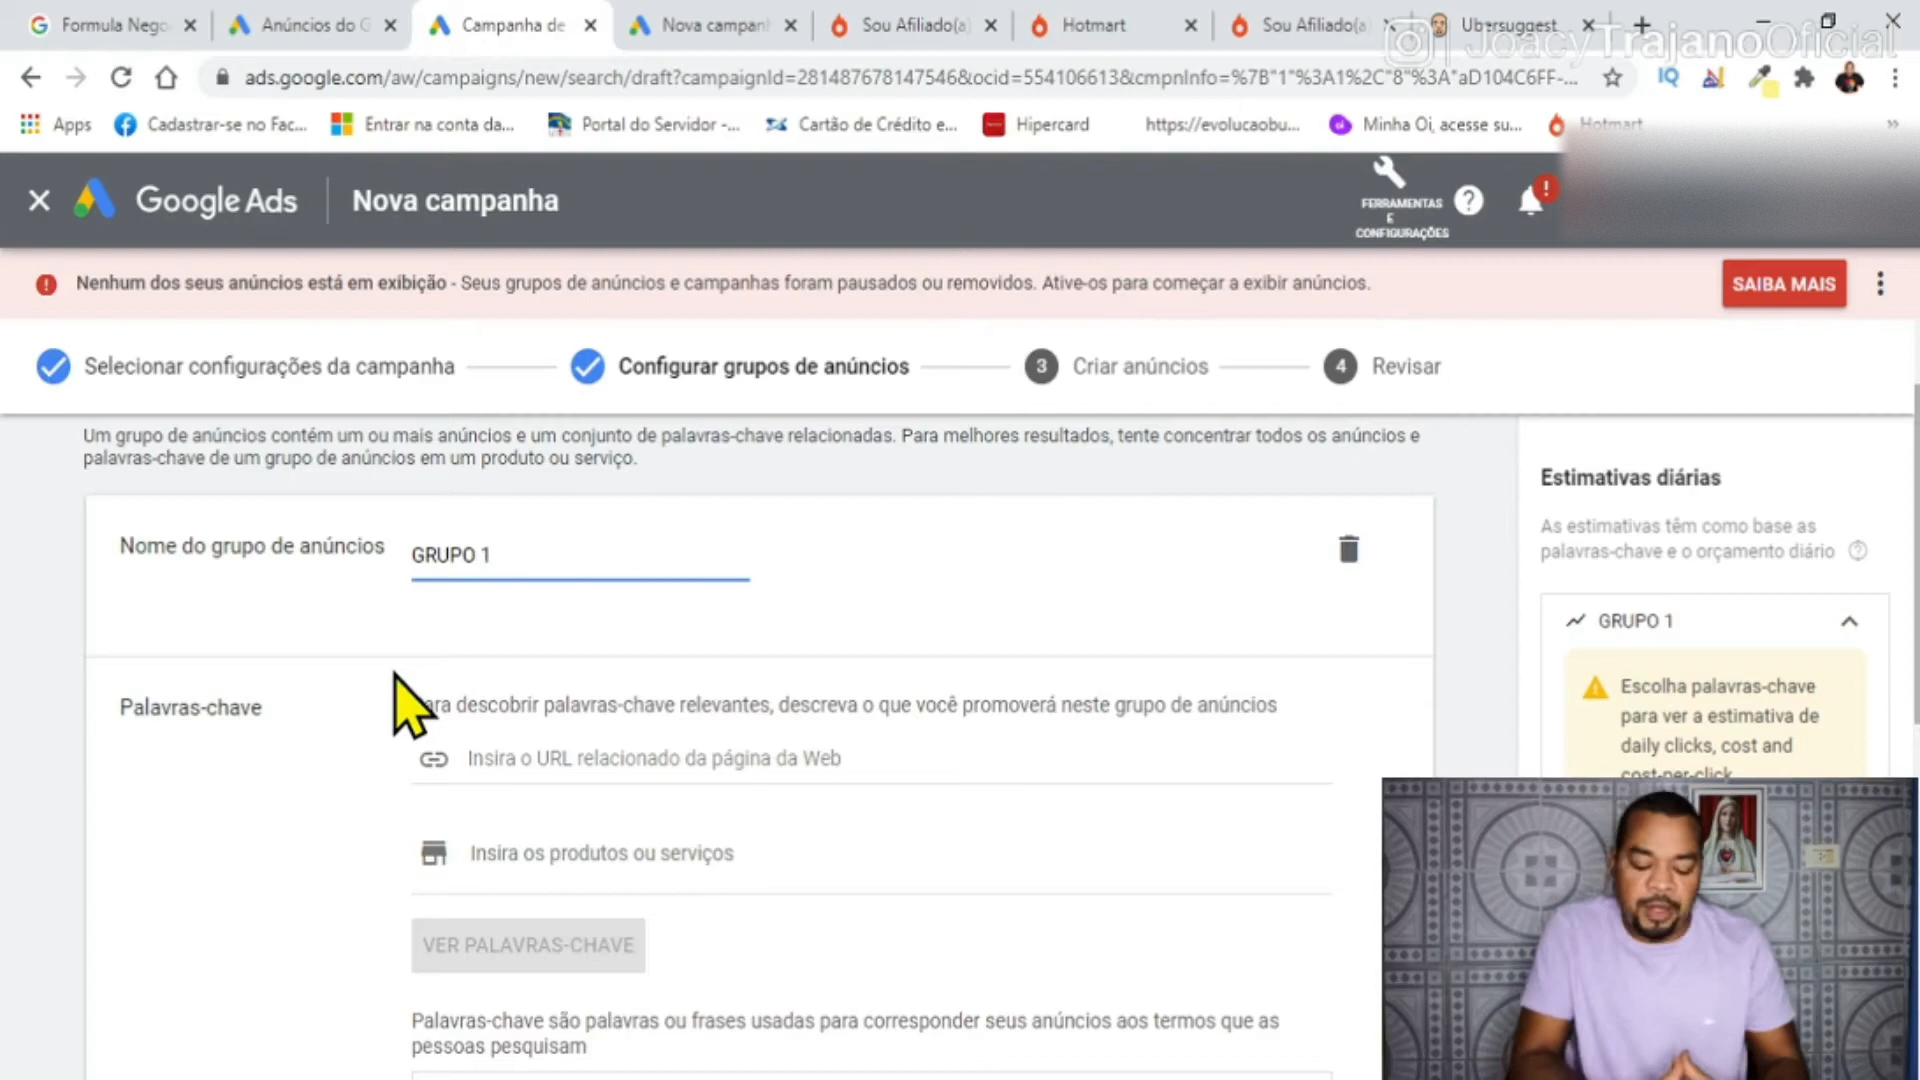 Formula Nego
Anúncios do G
Campanha de
Nova campanh
Sou Afiliado(a)
Hotmart
Sou Afiliado(a)
Ubersuggest
JoacyTrajanoOficial
ads.google.com/aw/campaigns/new/search/draft?campaignId=281487678147546&ocid=554106613&cmpnInfo=%7B"1"%3A1%2C"8"%3A"aD104C6FF-...
IQ
Apps
Cadastrar-se no Fac...
Entrar na conta da...
Portal do Servidor -...
Cartão de Crédito e...
Hipercard
https://evolucaobu...
Minha Oi, acesse su...
Hotmart
Google Ads
Nova campanha
FERRAMENTAS
E
CONFIGURAÇÕES
Nenhum dos seus anúncios está em exibição - Seus grupos de anúncios e campanhas foram pausados ou removidos. Ative-os para começar a exibir anúncios.
SAIBA MAIS
Selecionar configurações da campanha
Configurar grupos de anúncios
3 Criar anúncios
4 Revisar
Um grupo de anúncios contém um ou mais anúncios e um conjunto de palavras-chave relacionadas. Para melhores resultados, tente concentrar todos os anúncios e
palavras-chave de um grupo de anúncios em um produto ou serviço.
Nome do grupo de anúncios
GRUPO 1
Palavras-chave
ara descobrir palavras-chave relevantes, descreva o que você promoverá neste grupo de anúncios
Insira o URL relacionado da página da Web
Insira os produtos ou serviços
VER PALAVRAS-CHAVE
Palavras-chave são palavras ou frases usadas para corresponder seus anúncios aos termos que as
pessoas pesquisam
Estimativas diárias
As estimativas têm como base as
palavras-chave e o orçamento diário
GRUPO 1
Escolha palavras-chave
para ver a estimativa de
daily clicks, cost and
cost-per-click